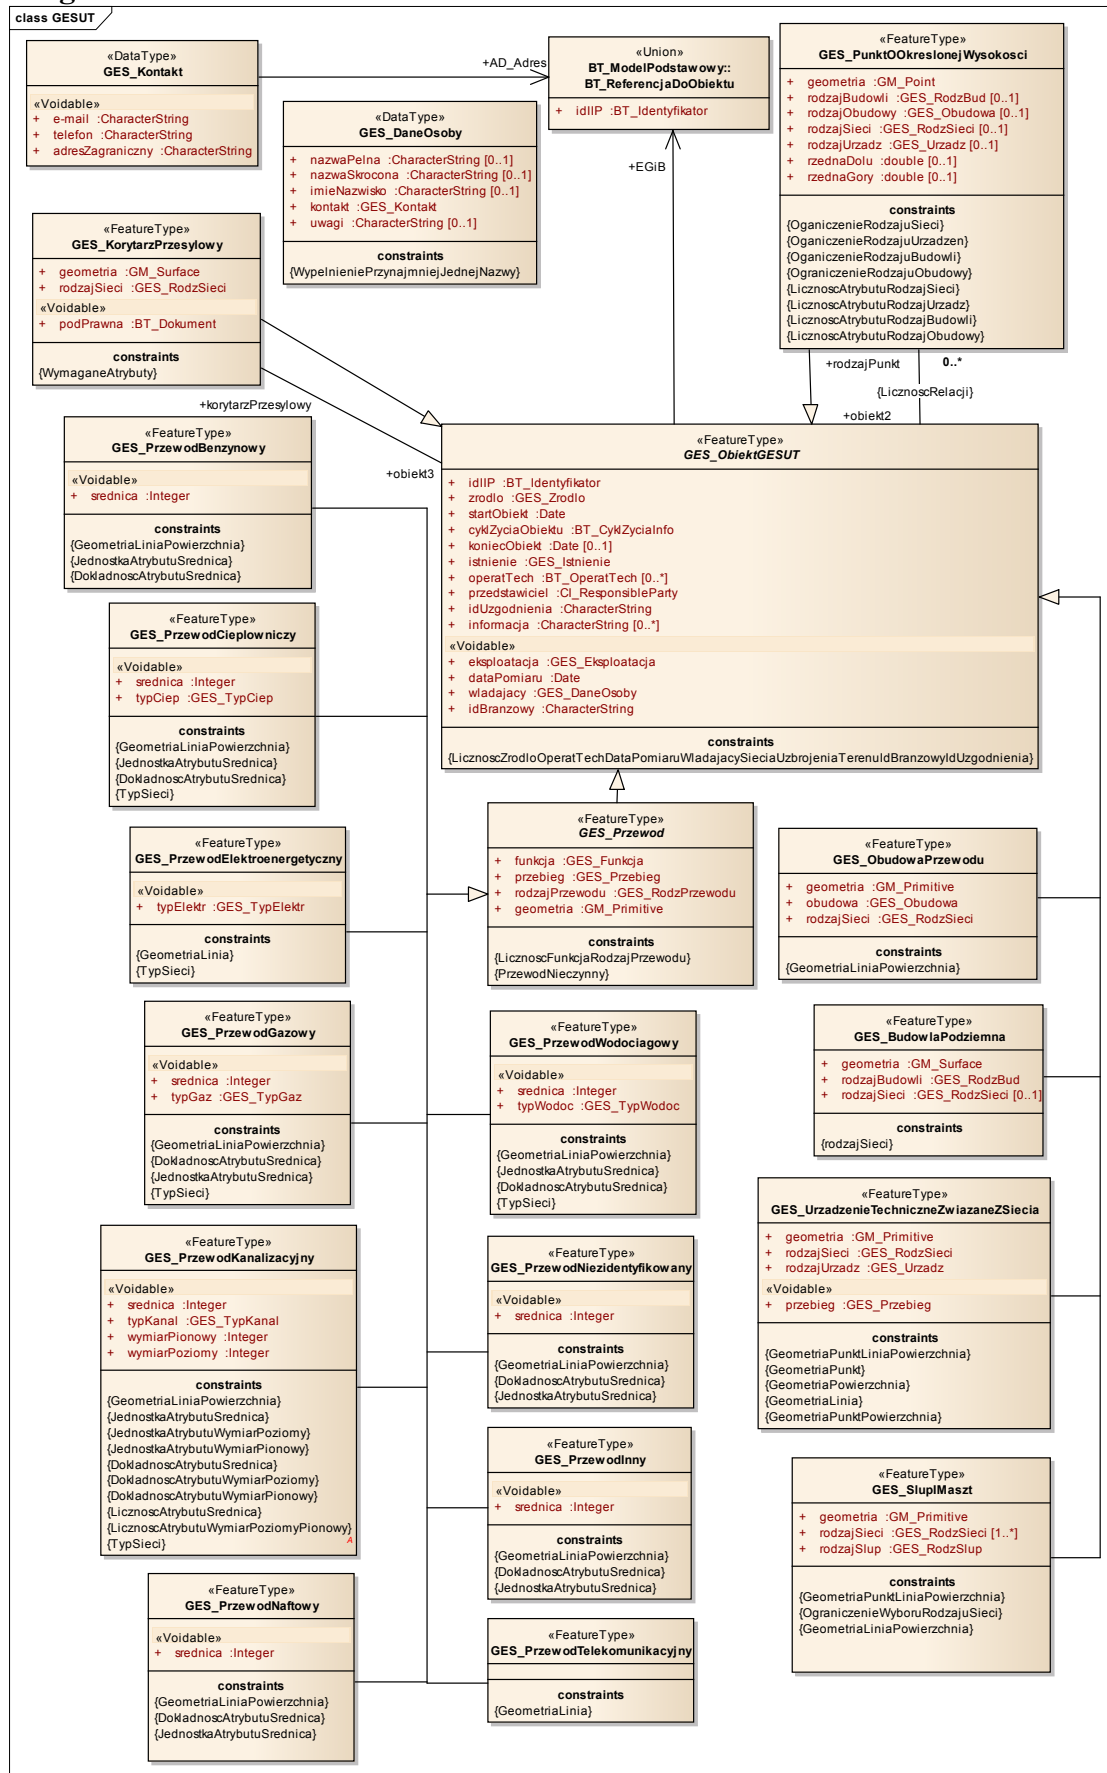 class GESUT
«DataType»
GES_Kontakt
«Voidable»
+ e-mail :CharacterString
+ telefon :CharacterString
+ adresZagraniczny :CharacterString
+AD_Adres
«Union»
BT_ModelPodstawowy::
BT_ReferencjaDoObiektu
+ idIIP :BT_Identyfikator
+EGiB
«DataType»
GES_DaneOsoby
+ nazwaPelna :CharacterString [0..1]
+ nazwaSkrocona :CharacterString [0..1]
+ imieNazwisko :CharacterString [0..1]
+ kontakt :GES_Kontakt
+ uwagi :CharacterString [0..1]
constraints
{WypelnieniePrzynajmniejJednejNazwy}
«FeatureType»
GES_PunktOOkreslonejWysokosci
+ geometria :GM_Point
+ rodzajBudowli :GES_RodzBud [0..1]
+ rodzajObudowy :GES_Obudowa [0..1]
+ rodzajSieci :GES_RodzSieci [0..1]
+ rodzajUrzadz :GES_Urzadz [0..1]
+ rzednaDolu :double [0..1]
+ rzednaGory :double [0..1]
constraints
{OganiczenieRodzajuSieci}
{OganiczenieRodzajuUrzadzen}
{OganiczenieRodzajuBudowli}
{OgraniczenieRodzajuObudowy}
{LicznoscAtrybutuRodzajSieci}
{LicznoscAtrybutuRodzajUrzadz}
{LicznoscAtrybutuRodzajBudowli}
{LicznoscAtrybutuRodzajObudowy}
+rodzajPunkt
0..*
{LicznoscRelacji}
+obiekt2
«FeatureType»
GES_KorytarzPrzesylowy
+ geometria :GM_Surface
+ rodzajSieci :GES_RodzSieci
«Voidable»
+ podPrawna :BT_Dokument
constraints
{WymaganeAtrybuty}
+korytarzPrzesylowy
+obiekt3
«FeatureType»
GES_ObiektGESUT
+ idIIP :BT_Identyfikator
+ zrodlo :GES_Zrodlo
+ startObiekt :Date
+ cyklZyciaObiektu :BT_CyklZyciaInfo
+ koniecObiekt :Date [0..1]
+ istnienie :GES_Istnienie
+ operatTech :BT_OperatTech [0..*]
+ przedstawiciel :CI_ResponsibleParty
+ idUzgodnienia :CharacterString
+ informacja :CharacterString [0..*]
«Voidable»
+ eksploatacja :GES_Eksploatacja
+ dataPomiaru :Date
+ wladajacy :GES_DaneOsoby
+ idBranzowy :CharacterString
constraints
{LicznoscZrodloOperatTechDataPomiaruWladajacySieciaUzbrojeniaTerenuIdBranzowyIdUzgodnienia}
«FeatureType»
GES_PrzewodBenzynowy
«Voidable»
+ srednica :Integer
constraints
{GeometriaLiniaPowierzchnia}
{JednostkaAtrybutuSrednica}
{DokladnoscAtrybutuSrednica}
«FeatureType»
GES_PrzewodCieplowniczy
«Voidable»
+ srednica :Integer
+ typCiep :GES_TypCiep
constraints
{GeometriaLiniaPowierzchnia}
{JednostkaAtrybutuSrednica}
{DokladnoscAtrybutuSrednica}
{TypSieci}
«FeatureType»
GES_Przewod
+ funkcja :GES_Funkcja
+ przebieg :GES_Przebieg
+ rodzajPrzewodu :GES_RodzPrzewodu
+ geometria :GM_Primitive
constraints
{LicznoscFunkcjaRodzajPrzewodu}
{PrzewodNieczynny}
«FeatureType»
GES_ObudowaPrzewodu
+ geometria :GM_Primitive
+ obudowa :GES_Obudowa
+ rodzajSieci :GES_RodzSieci
constraints
{GeometriaLiniaPowierzchnia}
«FeatureType»
GES_PrzewodElektroenergetyczny
«Voidable»
+ typElektr :GES_TypElektr
constraints
{GeometriaLinia}
{TypSieci}
«FeatureType»
GES_PrzewodGazowy
«Voidable»
+ srednica :Integer
+ typGaz :GES_TypGaz
constraints
{GeometriaLiniaPowierzchnia}
{DokladnoscAtrybutuSrednica}
{JednostkaAtrybutuSrednica}
{TypSieci}
«FeatureType»
GES_PrzewodWodociagowy
«Voidable»
+ srednica :Integer
+ typWodoc :GES_TypWodoc
constraints
{GeometriaLiniaPowierzchnia}
{JednostkaAtrybutuSrednica}
{DokladnoscAtrybutuSrednica}
{TypSieci}
«FeatureType»
GES_BudowlaPodziemna
+ geometria :GM_Surface
+ rodzajBudowli :GES_RodzBud
+ rodzajSieci :GES_RodzSieci [0..1]
constraints
{rodzajSieci}
«FeatureType»
GES_UrzadzenieTechniczneZwiazaneZSiecia
+ geometria :GM_Primitive
+ rodzajSieci :GES_RodzSieci
+ rodzajUrzadz :GES_Urzadz
«Voidable»
+ przebieg :GES_Przebieg
constraints
{GeometriaPunktLiniaPowierzchnia}
{GeometriaPunkt}
{GeometriaPowierzchnia}
{GeometriaLinia}
{GeometriaPunktPowierzchnia}
«FeatureType»
GES_PrzewodKanalizacyjny
«Voidable»
+ srednica :Integer
+ typKanal :GES_TypKanal
+ wymiarPionowy :Integer
+ wymiarPoziomy :Integer
constraints
{GeometriaLiniaPowierzchnia}
{JednostkaAtrybutuSrednica}
{JednostkaAtrybutuWymiarPoziomy}
{JednostkaAtrybutuWymiarPionowy}
{DokladnoscAtrybutuSrednica}
{DokladnoscAtrybutuWymiarPoziomy}
{DokladnoscAtrybutuWymiarPionowy}
{LicznoscAtrybutuSrednica}
{LicznoscAtrybutuWymiarPoziomyPionowy}
{TypSieci}
A
«FeatureType»
GES_PrzewodNiezidentyfikowany
«Voidable»
+ srednica :Integer
constraints
{GeometriaLiniaPowierzchnia}
{DokladnoscAtrybutuSrednica}
{JednostkaAtrybutuSrednica}
«FeatureType»
GES_PrzewodInny
«Voidable»
+ srednica :Integer
constraints
{GeometriaLiniaPowierzchnia}
{DokladnoscAtrybutuSrednica}
{JednostkaAtrybutuSrednica}
«FeatureType»
GES_SlupIMaszt
+ geometria :GM_Primitive
+ rodzajSieci :GES_RodzSieci [1..*]
+ rodzajSlup :GES_RodzSlup
constraints
{GeometriaPunktLiniaPowierzchnia}
{OgraniczenieWyboruRodzajuSieci}
{GeometriaLiniaPowierzchnia}
«FeatureType»
GES_PrzewodNaftowy
«Voidable»
+ srednica :Integer
constraints
{GeometriaLiniaPowierzchnia}
{DokladnoscAtrybutuSrednica}
{JednostkaAtrybutuSrednica}
«FeatureType»
GES_PrzewodTelekomunikacyjny
constraints
{GeometriaLinia}